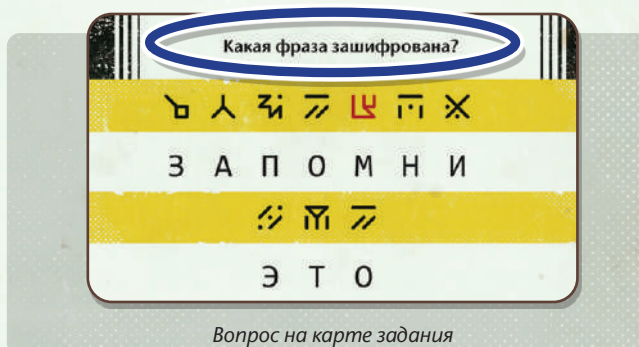 Какая фраза зашифрована?
З А П О М Н И
Э Т О
Вопрос на карте задания